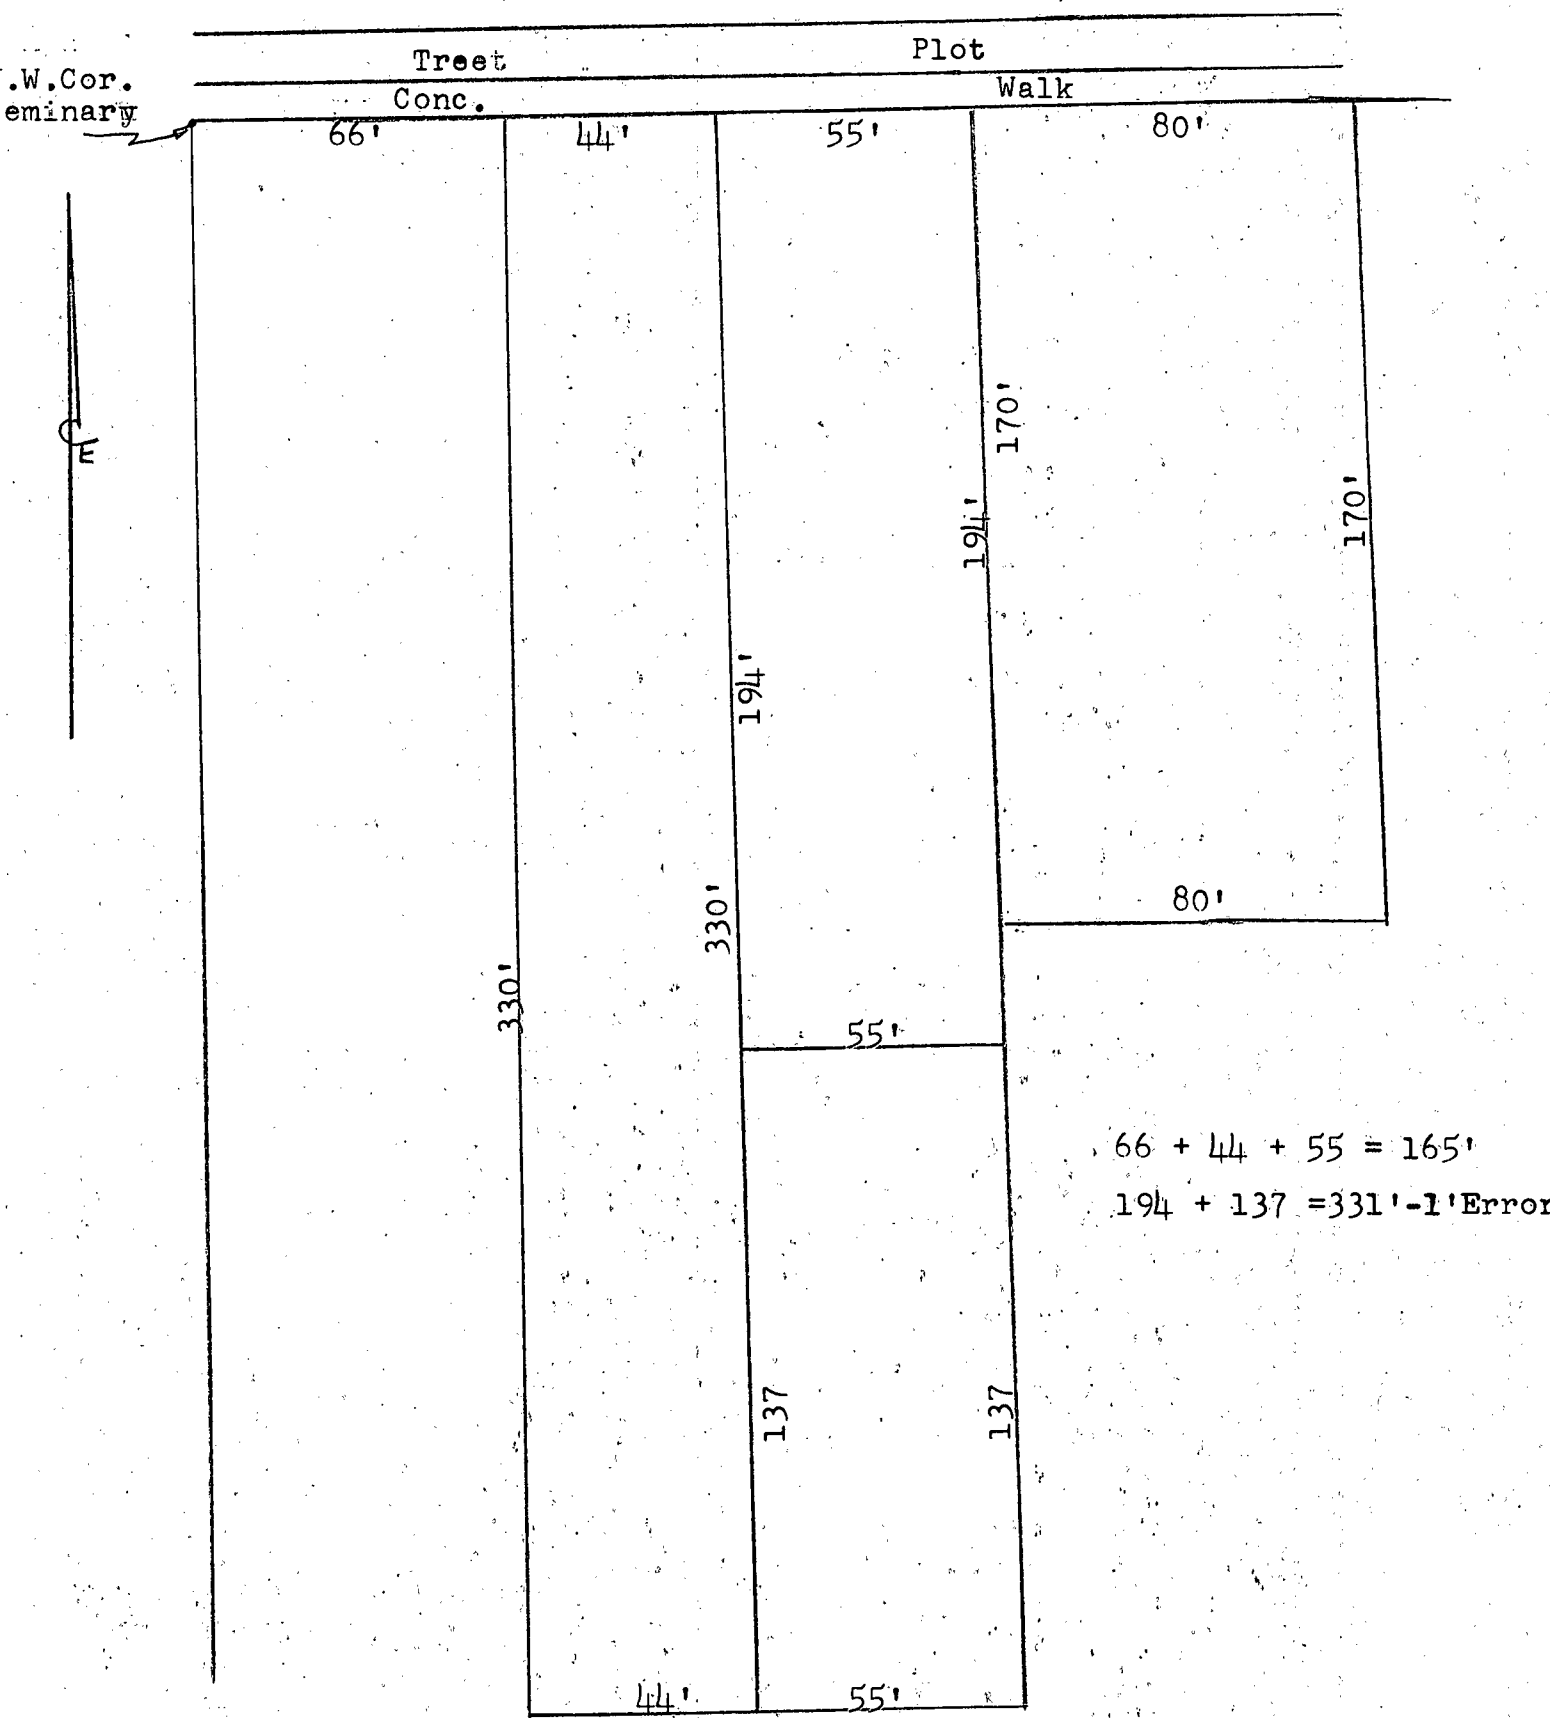 Treet Plot
.W.Cor.
eminary
Conc. Walk
66' 44' 55' 80'
170'
194'
170'
194'
330'
80'
330'
55'
66 + 44 + 55 = 165'
194 + 137 =331'-1'Error
137
137
44' 55'
E